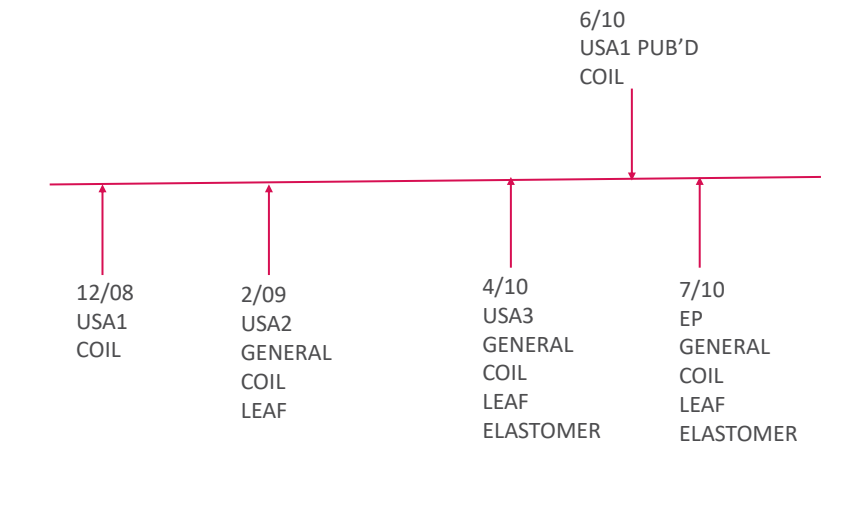 6/10
USA1 PUB’D
COIL
12/08
USA1
COIL
2/09
USA2
GENERAL
COIL
LEAF
4/10
USA3
GENERAL
COIL
LEAF
ELASTOMER
7/10
EP
GENERAL
COIL
LEAF
ELASTOMER